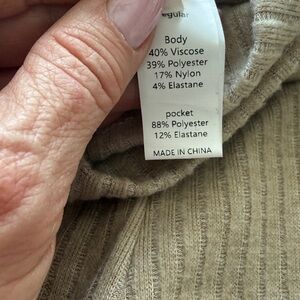 egular
Body
40% Viscose
39% Polyester
17% Nylon
4% Elastane
pocket
88% Polyester
12% Elastane
MADE IN CHINA